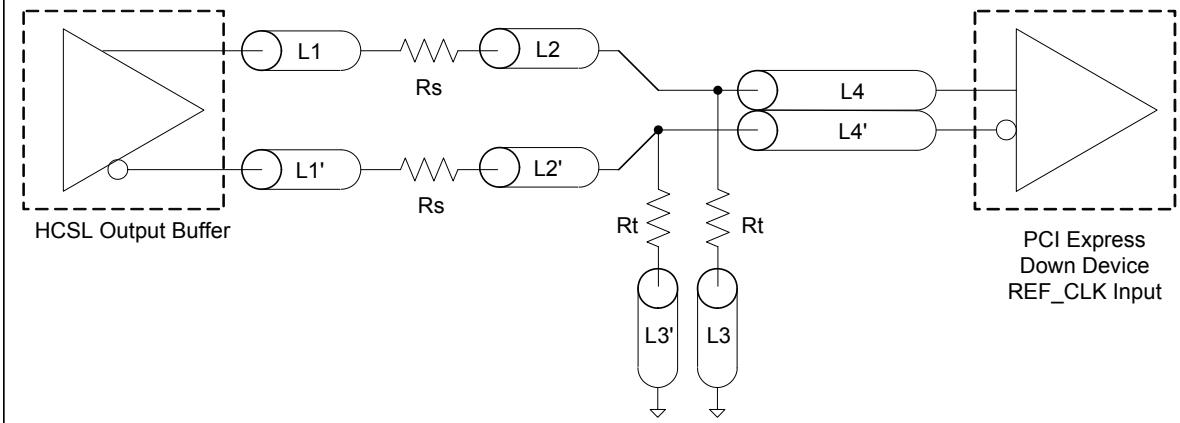 L1
Rs
L2
L4
L4'
L1'
Rs
L2'
HCSL Output Buffer
Rt
Rt
L3'
L3
PCI Express
Down Device
REF_CLK Input